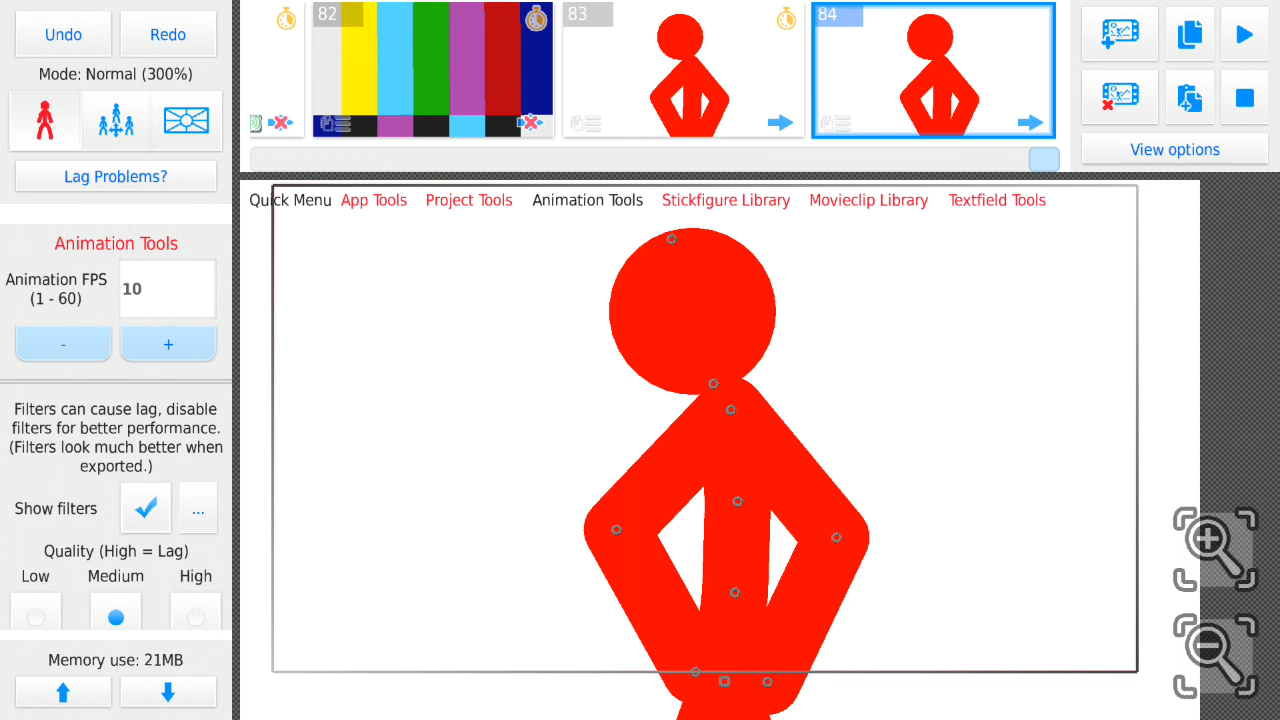 Undo
Redo
Mode: Normal (300%)
Lag Problems?
82
83
84
View options
Quick Menu App Tools Project Tools Animation Tools Stickfigure Library Movieclip Library Textfield Tools
Animation Tools
Animation FPS
(1 - 60)
10
- +
Filters can cause lag, disable
filters for better performance.
(Filters look much better when
exported.)
Show filters
...
Quality (High = Lag)
Low Medium High
Memory use: 21MB